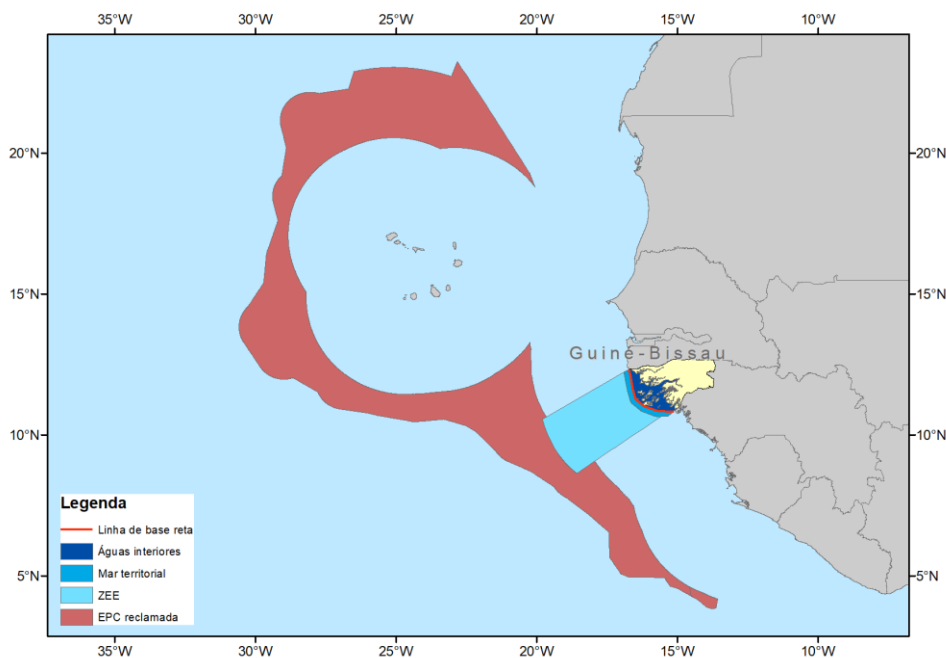 35°W 30°W 25°W 20°W 15°W 10°W
20°N 20°N
15°N 15°N
Guiné-Bissau
10°N 10°N
Legenda
Linha de base reta
Águas interiores
Mar territorial
ZEE
EPC reclamada
5°N 5°N
35°W 30°W 25°W 20°W 15°W 10°W